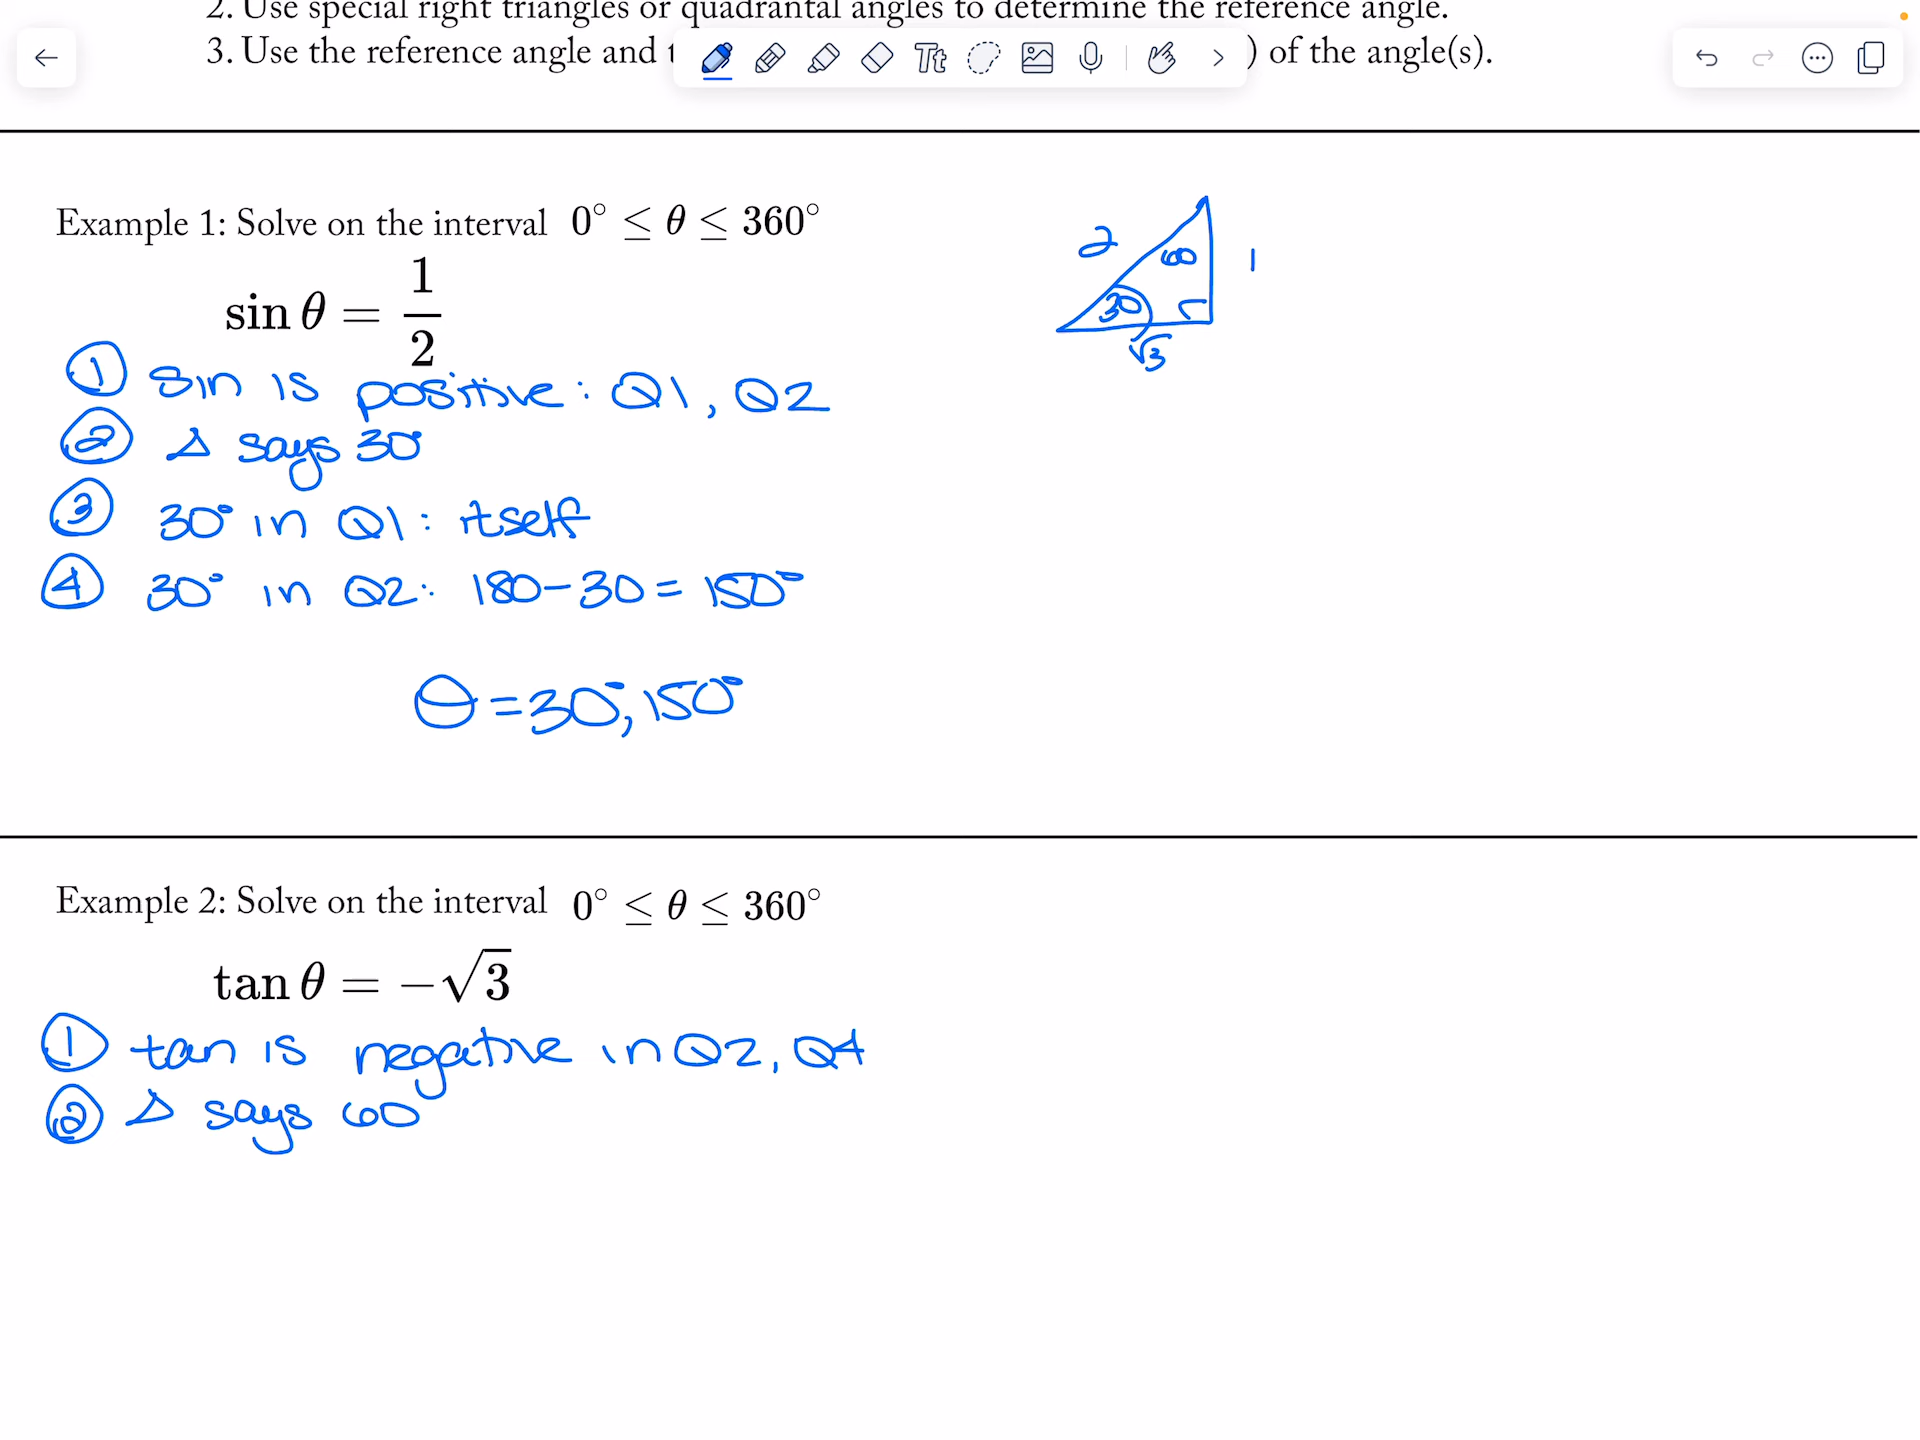 2. Use special right triangles or quadrantal angles to determine the reference angle.
3. Use the reference angle and ) of the angle(s).
Tt
Example 1: Solve on the interval 0° ≤ θ ≤ 360°
sin θ = 1/2
2
60
1
30
√3
① Sin is positive: Q1, Q2
② △ says 30°
③ 30° in Q1: itself
④ 30° in Q2: 180-30 = 150°
θ = 30°, 150°
Example 2: Solve on the interval 0° ≤ θ ≤ 360°
tan θ = −√3
① tan is negative in Q2, Q4
② △ says 60